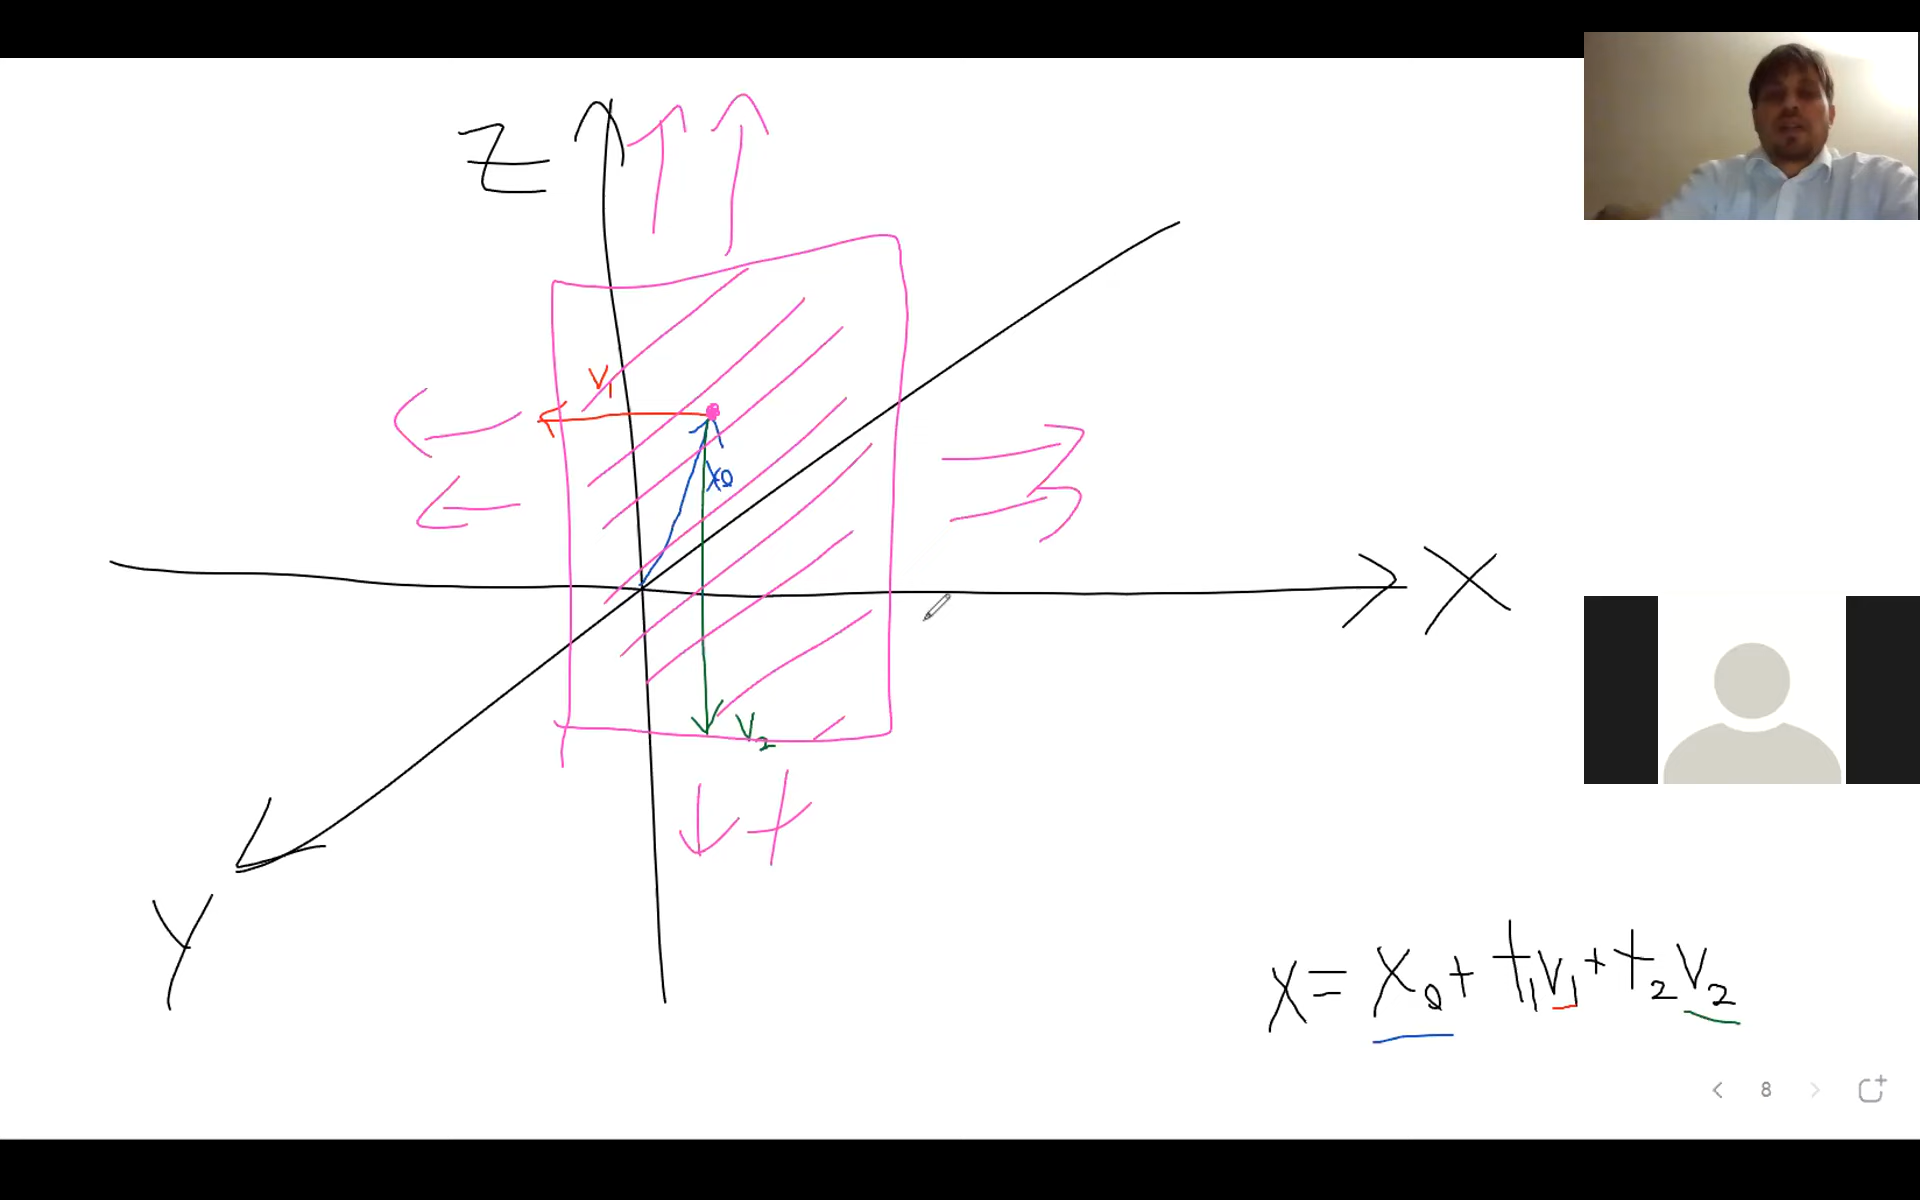 Z
V₁
X₀
X
V₂
Y
X = X₀ + t₁V₁ + t₂V₂
8